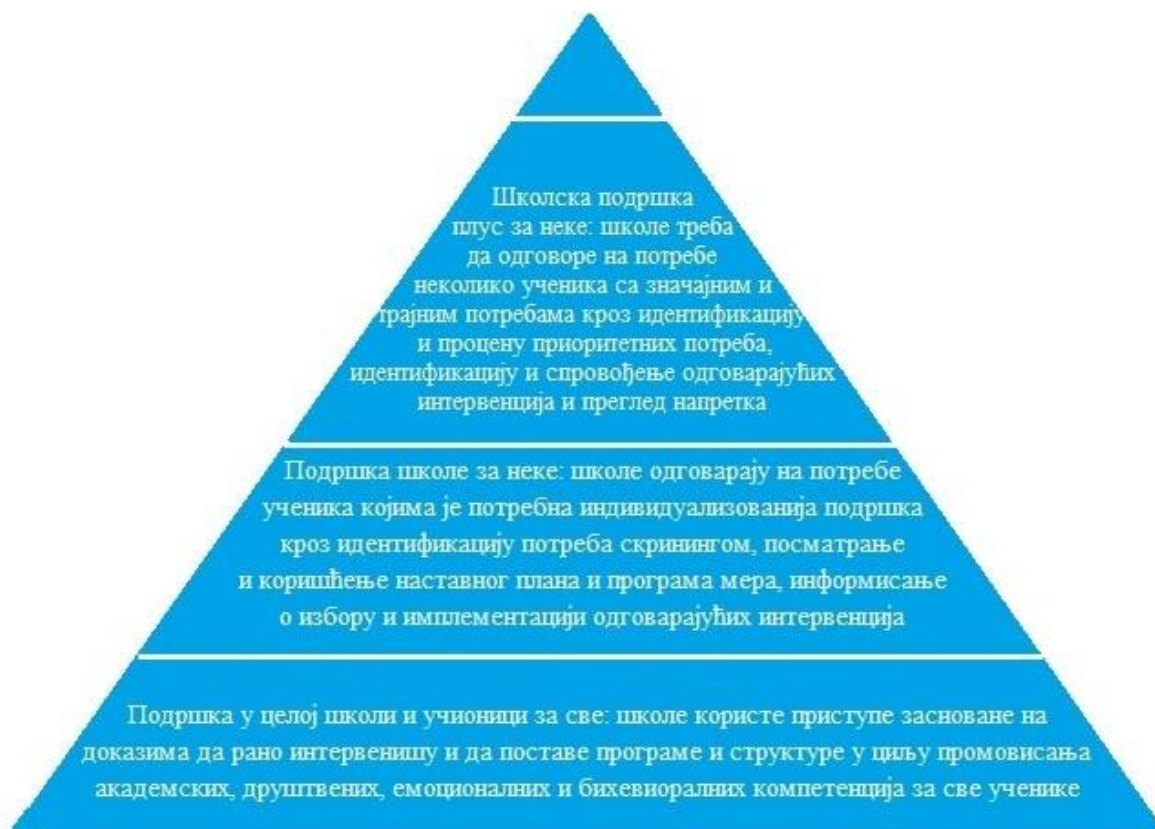 Школска подршка
плус за неке: школе треба
да одговоре на потребе
неколико ученика са значајним и
трајним потребама кроз идентификацију
и процену приоритетних потреба,
идентификацију и спровођење одговарајућих
интервенција и преглед напретка
Подршка школе за неке: школе одговарају на потребе
ученика којима је потребна индивидуализованија подршка
кроз идентификацију потреба скринингом, посматрање
и коришћење наставног плана и програма мера, информисање
о избору и имплементацији одговарајућих интервенција
Подршка у целој школи и учионици за све: школе користе приступе засноване на
доказима да рано интервенишу и да поставе програме и структуре у циљу промовисања
академских, друштвених, емоционалних и бихевиоралних компетенција за све ученике